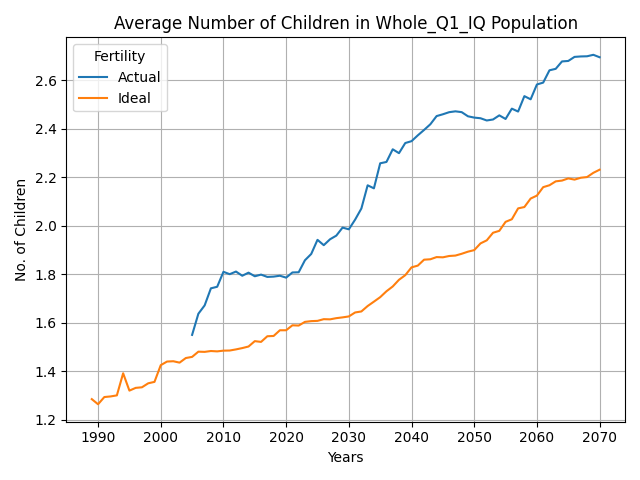 Average Number of Children in Whole_Q1_IQ Population
Fertility
Actual
Ideal
No. of Children
2.6
2.4
2.2
2.0
1.8
1.6
1.4
1.2
1990 2000 2010 2020 2030 2040 2050 2060 2070
Years